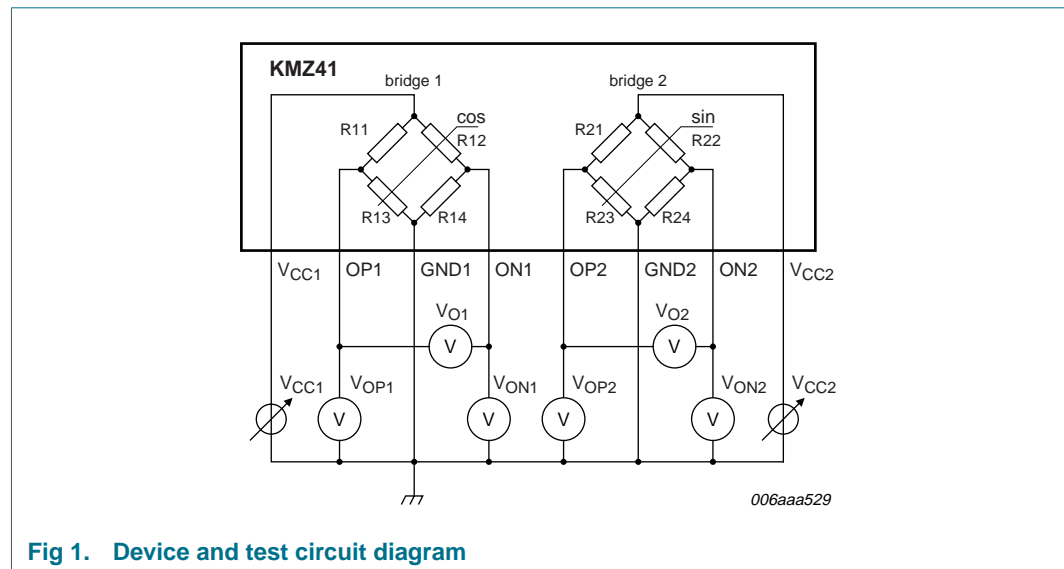 KMZ41
bridge 1 bridge 2
cos sin
R11 R12 R21 R22
R13 R14 R23 R24
VCC1 OP1 GND1 ON1 OP2 GND2 ON2 VCC2
VO1 VO2
V V
VCC1 VOP1 VON1 VOP2 VON2 VCC2
V V V V
006aaa529
Fig 1. Device and test circuit diagram